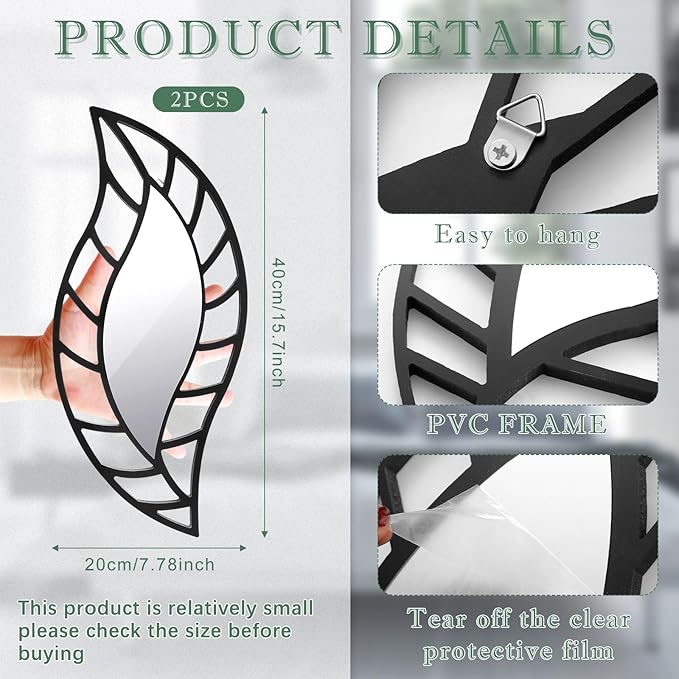 PRODUCT DETAILS
2PCS
40cm/15.7inch
20cm/7.78inch
This product is relatively small
please check the size before
buying
Easy to hang
PVC FRAME
Tear off the clear
protective film